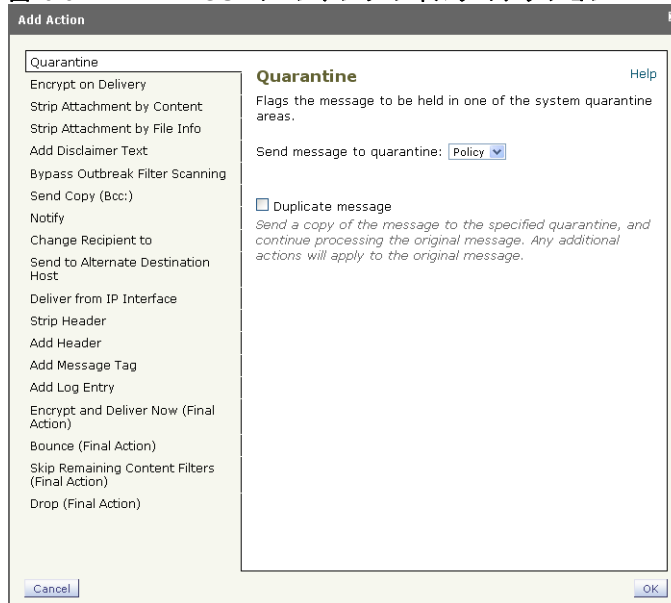 Add Action
Quarantine
Encrypt on Delivery
Strip Attachment by Content
Strip Attachment by File Info
Add Disclaimer Text
Bypass Outbreak Filter Scanning
Send Copy (Bcc:)
Notify
Change Recipient to
Send to Alternate Destination
Host
Deliver from IP Interface
Strip Header
Add Header
Add Message Tag
Add Log Entry
Encrypt and Deliver Now (Final
Action)
Bounce (Final Action)
Skip Remaining Content Filters
(Final Action)
Drop (Final Action)
Quarantine
Help
Flags the message to be held in one of the system quarantine
areas.
Send message to quarantine: Policy
Duplicate message
Send a copy of the message to the specified quarantine, and
continue processing the original message. Any additional
actions will apply to the original message.
Cancel
OK